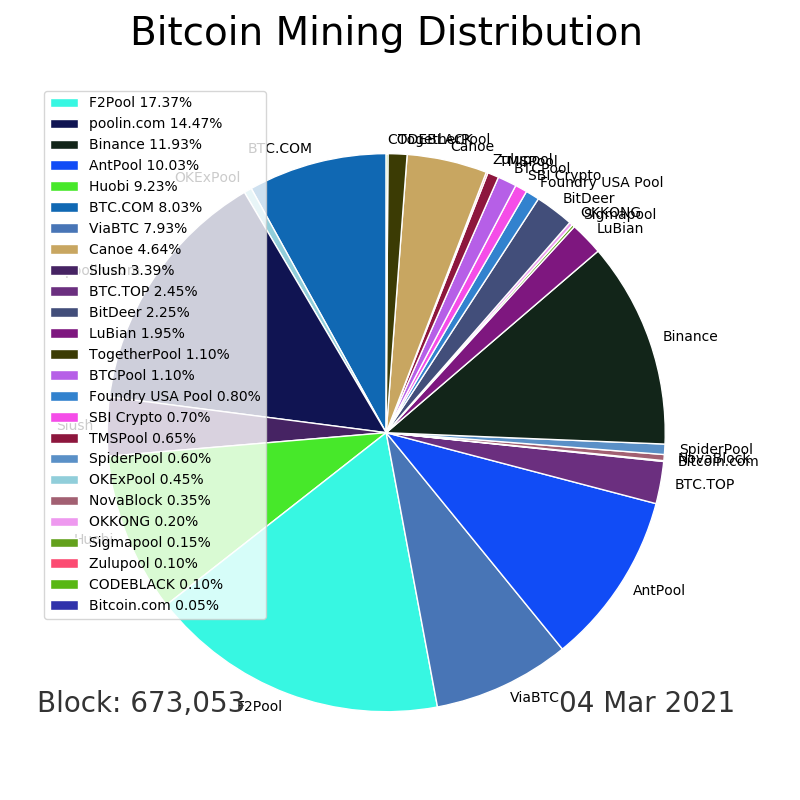 Bitcoin Mining Distribution
F2Pool 17.37%
poolin.com 14.47%
Binance 11.93%
AntPool 10.03%
Huobi 9.23%
BTC.COM 8.03%
ViaBTC 7.93%
Canoe 4.64%
Slush 3.39%
BTC.TOP 2.45%
BitDeer 2.25%
LuBian 1.95%
TogetherPool 1.10%
BTCPool 1.10%
Foundry USA Pool 0.80%
SBI Crypto 0.70%
TMSPool 0.65%
SpiderPool 0.60%
OKExPool 0.45%
NovaBlock 0.35%
OKKONG 0.20%
Sigmapool 0.15%
Zulupool 0.10%
CODEBLACK 0.10%
Bitcoin.com 0.05%
CODEBLACK
TogetherPool
Canoe
Zulupool
TMSPool
BTCPool
SBI Crypto
Foundry USA Pool
BitDeer
OKKONG
Sigmapool
LuBian
Binance
SpiderPool
NovaBlock
Bitcoin.com
BTC.TOP
AntPool
ViaBTC
F2Pool
Huobi
Slush
poolin.com
OKExPool
BTC.COM
Block: 673,053
04 Mar 2021